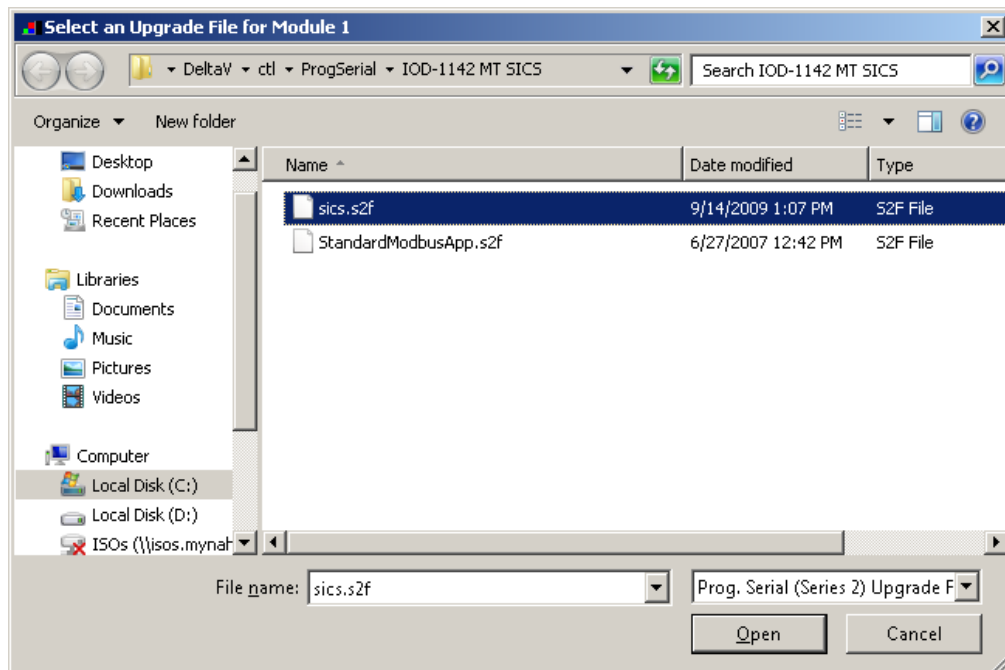 Select an Upgrade File for Module 1
DeltaV ctl ProgSerial IOD-1142 MT SICS
Search IOD-1142 MT SICS
Organize New folder
Desktop
Downloads
Recent Places
Libraries
Documents
Music
Pictures
Videos
Computer
Local Disk (C:)
Local Disk (D:)
ISOs (\\isos.mynah
Name Date modified Type
sics.s2f 9/14/2009 1:07 PM S2F File
StandardModbusApp.s2f 6/27/2007 12:42 PM S2F File
File name: sics.s2f Prog. Serial (Series 2) Upgrade F
Open Cancel